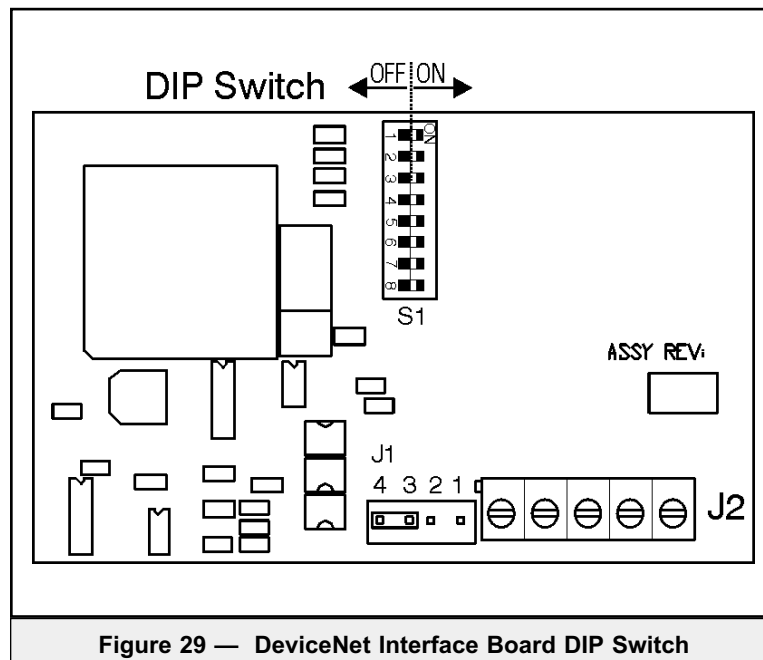 DIP Switch OFF ON
ON
1
2
3
4
5
6
7
8
S1
ASSY REV:
J1
4 3 2 1
J2
Figure 29 — DeviceNet Interface Board DIP Switch